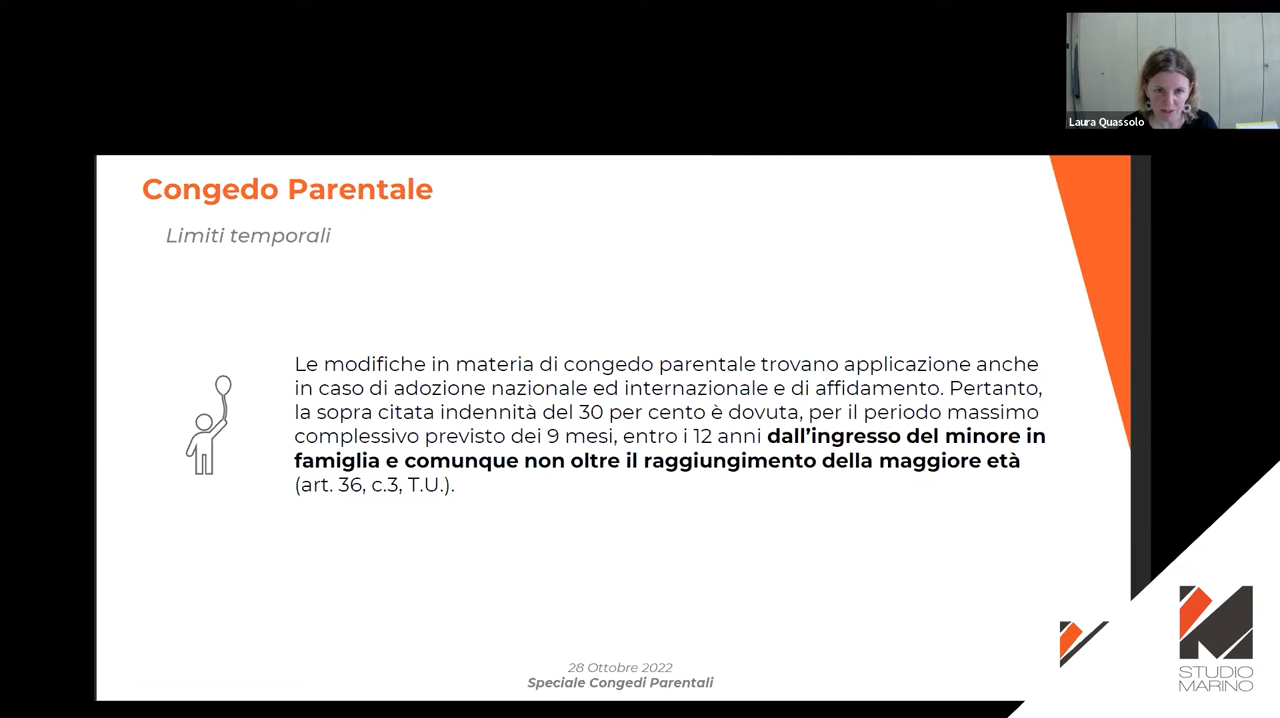 Laura Quassolo
Congedo Parentale
Limiti temporali
Le modifiche in materia di congedo parentale trovano applicazione anche
in caso di adozione nazionale ed internazionale e di affidamento. Pertanto,
la sopra citata indennità del 30 per cento è dovuta, per il periodo massimo
complessivo previsto dei 9 mesi, entro i 12 anni dall’ingresso del minore in
famiglia e comunque non oltre il raggiungimento della maggiore età
(art. 36, c.3, T.U.).
28 Ottobre 2022
Speciale Congedi Parentali
STUDIO
MARINO